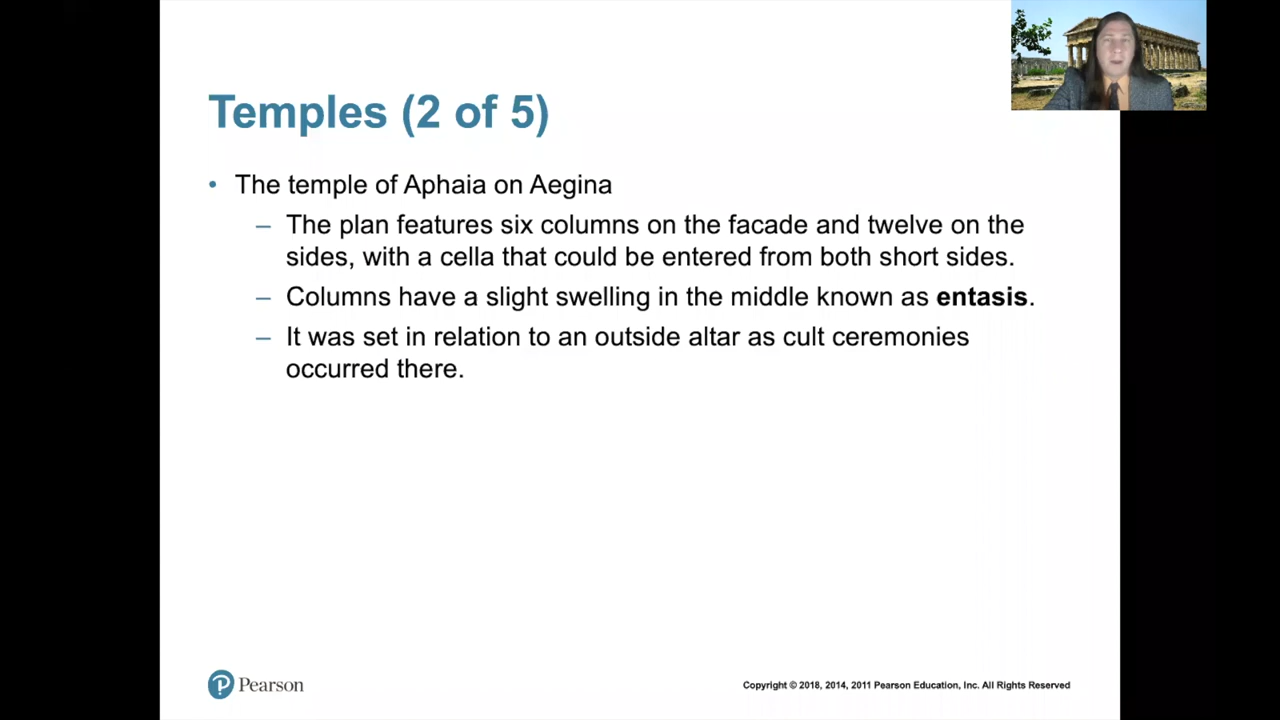 Temples (2 of 5)
• The temple of Aphaia on Aegina
– The plan features six columns on the facade and twelve on the
sides, with a cella that could be entered from both short sides.
– Columns have a slight swelling in the middle known as entasis.
– It was set in relation to an outside altar as cult ceremonies
occurred there.
Pearson
Copyright © 2018, 2014, 2011 Pearson Education, Inc. All Rights Reserved